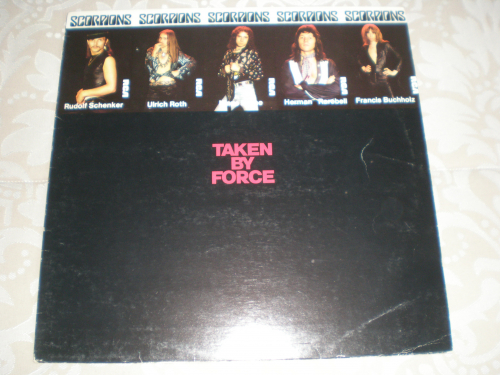 SCORPIONS SCORPIONS SCORPIONS SCORPIONS SCORPIONS
Rudolf Schenker Ulrich Roth Herman Rarebell Francis Buchholz
TAKEN
BY
FORCE